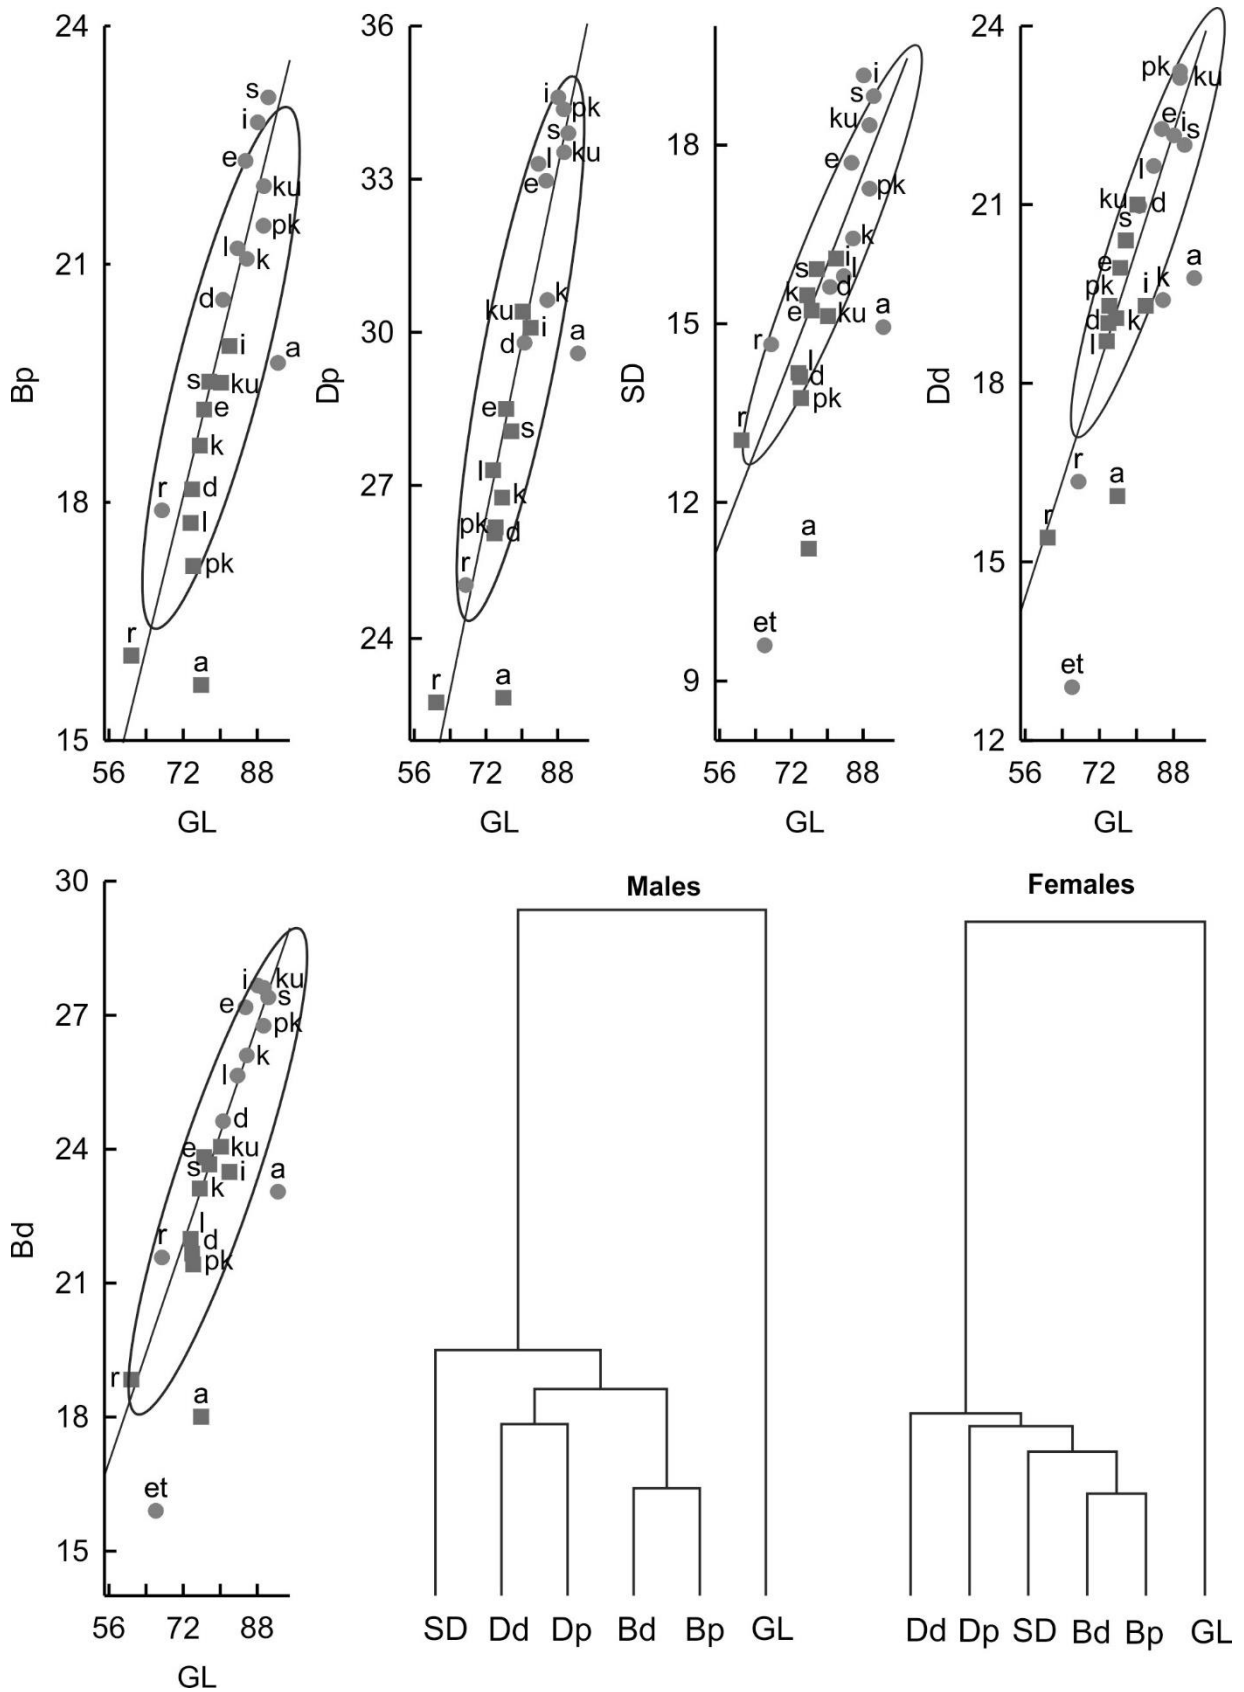 24
21
18
15
Bp
s
i
e
ku
pk
l
k
d
i
a
s
ku
e
k
r
d
l
pk
r
a
56 72 88
GL
36
33
30
27
24
Dp
i
pk
s
l
ku
e
k
ku
i
d
a
e
s
l
k
pk
d
r
r
a
72 88
GL
18
15
12
9
SD
i
s
ku
e
pk
k
i
s
l
k
d
e
ku
a
r
l
d
pk
r
a
et
56 72 88
GL
24
21
18
15
12
Dd
pk
ku
e
i
s
l
ku
d
s
e
a
pk
i
k
d
k
l
r
a
r
et
56 72 88
GL
30
27
24
21
18
15
Bd
i
ku
e
s
pk
k
l
d
e
ku
s
i
k
a
l
r
d
pk
r
a
et
56 72 88
GL
Males
SD Dd Dp Bd Bp GL
Females
Dd Dp SD Bd Bp GL